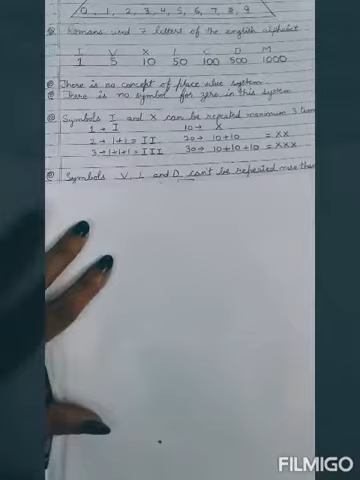 0, 1, 2, 3, 4, 5, 6, 7, 8, 9
Romans used 7 letters of the english alphabet
I V X L C D M
1 5 10 50 100 500 1000
There is no concept of place value system
There is no symbol for zero in this system
Symbols I and X can be repeated maximum 3
1 → I 10 → X
2 → 1+1 = II 20 → 10+10 = XX
3 → 1+1+1 = III 30 → 10+10+10 = XXX
Symbols V, L and D can't be repeated more
FILMIGO